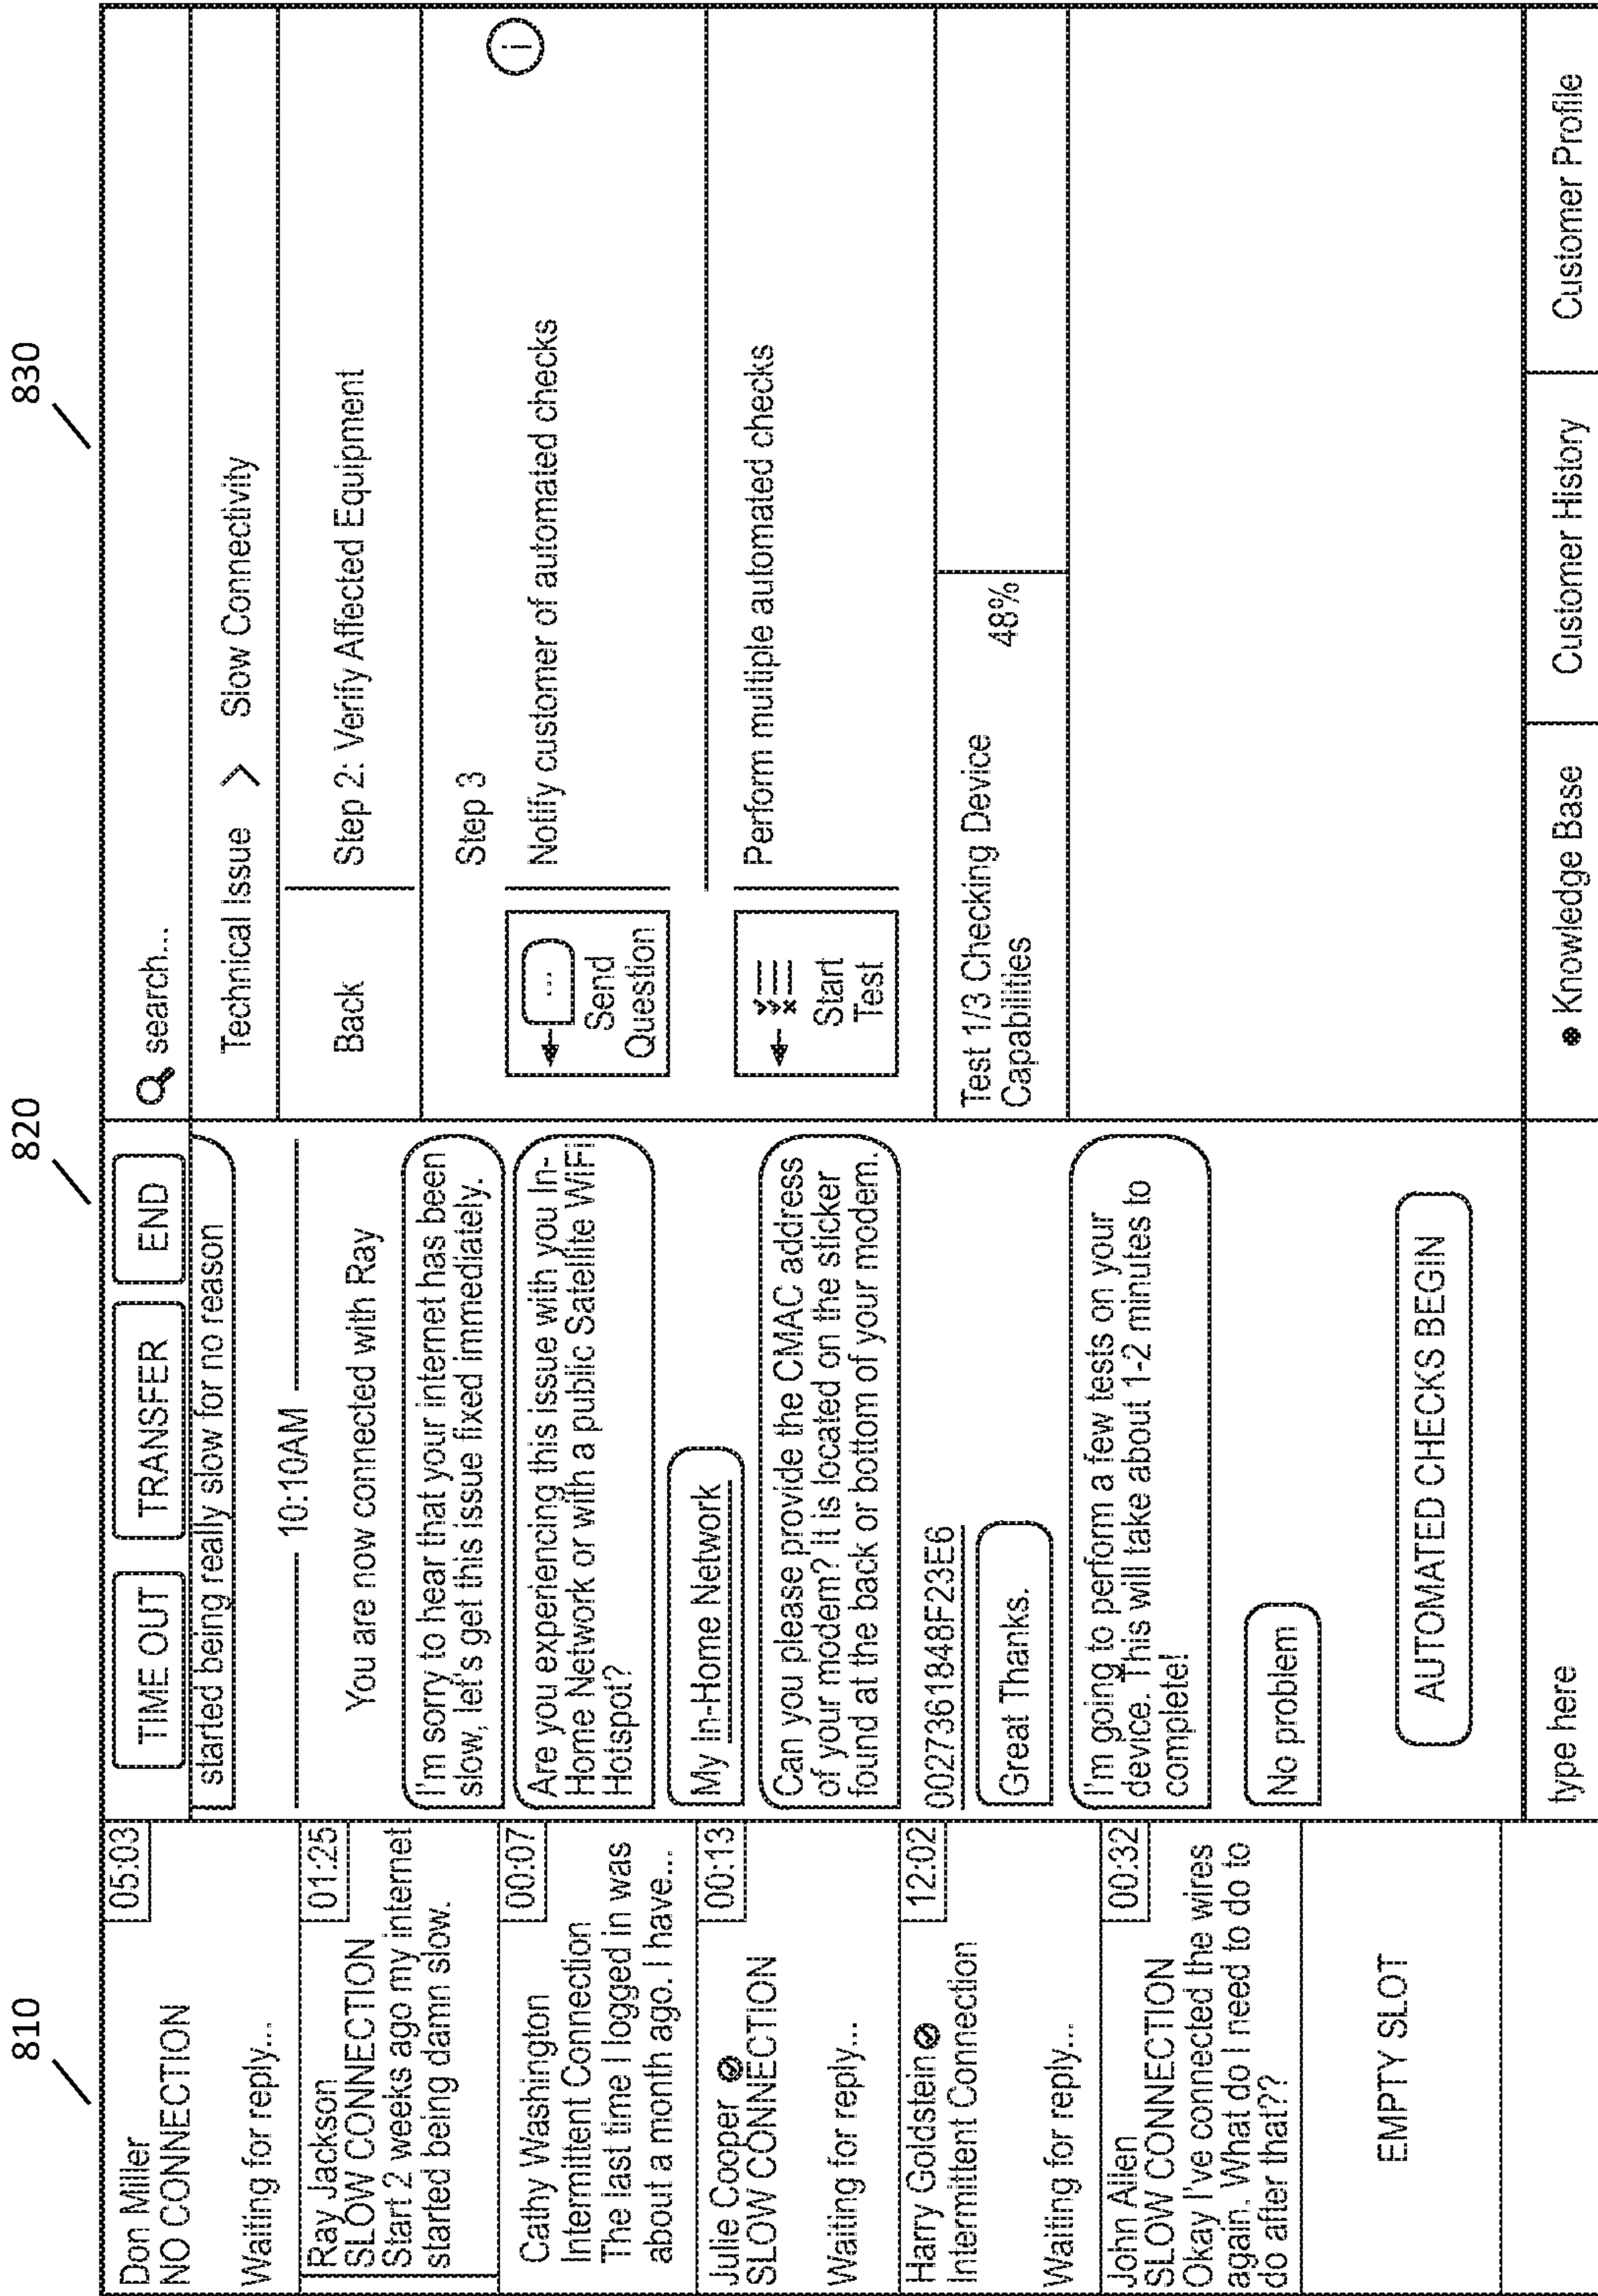 810
820
830
Don Miller
05:03
NO CONNECTION
Waiting for reply...
Ray Jackson
01:25
SLOW CONNECTION
Start 2 weeks ago my internet
started being damn slow.
Cathy Washington
00:07
Intermittent Connection
The last time I logged in was
about a month ago. I have...
Julie Cooper
00:13
SLOW CONNECTION
Waiting for reply...
Harry Goldstein
12:02
Intermittent Connection
Waiting for reply...
John Allen
00:32
SLOW CONNECTION
Okay I've connected the wires
again. What do I need to do to
do after that??
EMPTY SLOT
TIME OUT
TRANSFER
END
started being really slow for no reason
10:10AM
You are now connected with Ray
I'm sorry to hear that your internet has been
slow, let's get this issue fixed immediately.
Are you experiencing this issue with you In-
Home Network or with a public Satellite WiFi
Hotspot?
My In-Home Network
Can you please provide the CMAC address
of your modem? It is located on the sticker
found at the back or bottom of your modem.
0027361848F23E6
Great Thanks.
I'm going to perform a few tests on your
device. This will take about 1-2 minutes to
complete!
No problem
AUTOMATED CHECKS BEGIN
type here
search...
Technical Issue > Slow Connectivity
Back
Step 2: Verify Affected Equipment
Step 3
i
...
Send
Question
Notify customer of automated checks
Start
Test
Perform multiple automated checks
Test 1/3 Checking Device
Capabilities
48%
Knowledge Base
Customer History
Customer Profile